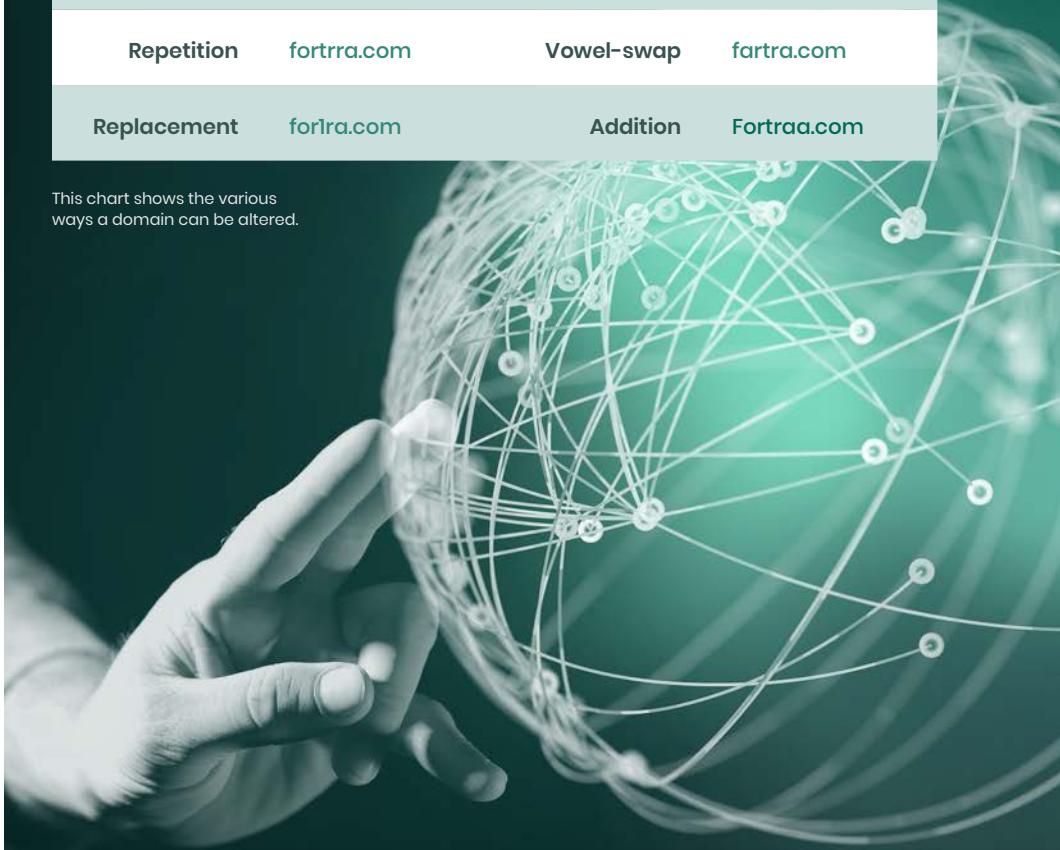 Repetition fortrra.com Vowel-swap fartra.com
Replacement for1ra.com Addition Fortraa.com
This chart shows the various
ways a domain can be altered.